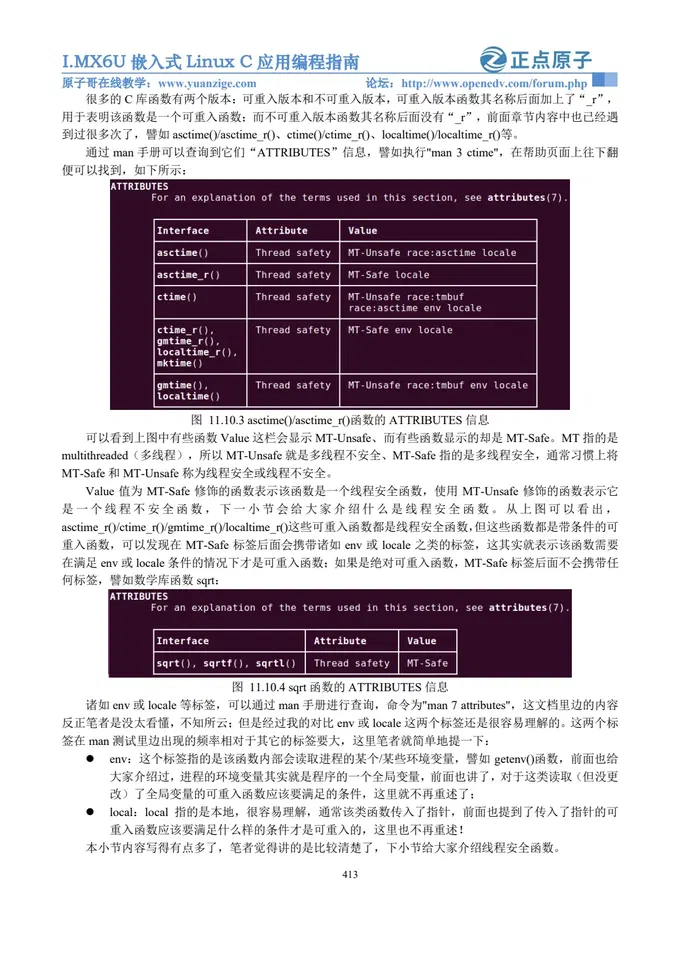 I.MX6U 嵌入式 Linux C 应用编程指南
正点原子
原子哥在线教学：www.yuanzige.com 论坛：http://www.openedv.com/forum.php
很多的 C 库函数有两个版本：可重入版本和不可重入版本，可重入版本函数其名称后面加上了“_r”，
用于表明该函数是一个可重入函数；而不可重入版本函数其名称后面没有“_r”，前面章节内容中也已经遇
到过很多次了，譬如 asctime()/asctime_r()、ctime()/ctime_r()、localtime()/localtime_r()等。
通过 man 手册可以查询到它们“ATTRIBUTES”信息，譬如执行"man 3 ctime"，在帮助页面上往下翻
便可以找到，如下所示：
ATTRIBUTES
For an explanation of the terms used in this section, see attributes(7).
Interface Attribute Value
asctime() Thread safety MT-Unsafe race:asctime locale
asctime_r() Thread safety MT-Safe locale
ctime() Thread safety MT-Unsafe race:tmbuf
race:asctime env locale
ctime_r(), Thread safety MT-Safe env locale
gmtime_r(),
localtime_r(),
mktime()
gmtime(), Thread safety MT-Unsafe race:tmbuf env locale
localtime()
图 11.10.3 asctime()/asctime_r()函数的 ATTRIBUTES 信息
可以看到上图中有些函数 Value 这栏会显示 MT-Unsafe、而有些函数显示的却是 MT-Safe。MT 指的是
multithreaded（多线程），所以 MT-Unsafe 就是多线程不安全、MT-Safe 指的是多线程安全，通常习惯上将
MT-Safe 和 MT-Unsafe 称为线程安全或线程不安全。
Value 值为 MT-Safe 修饰的函数表示该函数是一个线程安全函数，使用 MT-Unsafe 修饰的函数表示它
是一个线程不安全函数，下一小节会给大家介绍什么是线程安全函数。从上图可以看出，
asctime_r()/ctime_r()/gmtime_r()/localtime_r()这些可重入函数都是线程安全函数，但这些函数都是带条件的可
重入函数，可以发现在 MT-Safe 标签后面会携带诸如 env 或 locale 之类的标签，这其实就表示该函数需要
在满足 env 或 locale 条件的情况下才是可重入函数；如果是绝对可重入函数，MT-Safe 标签后面不会携带任
何标签，譬如数学库函数 sqrt：
ATTRIBUTES
For an explanation of the terms used in this section, see attributes(7).
Interface Attribute Value
sqrt(), sqrtf(), sqrtl() Thread safety MT-Safe
图 11.10.4 sqrt 函数的 ATTRIBUTES 信息
诸如 env 或 locale 等标签，可以通过 man 手册进行查询，命令为"man 7 attributes"，这文档里边的内容
反正笔者是没太看懂，不知所云；但是经过我的对比 env 或 locale 这两个标签还是很容易理解的。这两个标
签在 man 测试里边出现的频率相对于其它的标签要大，这里笔者就简单地提一下：
● env：这个标签指的是该函数内部会读取进程的某个/某些环境变量，譬如 getenv()函数，前面也给
大家介绍过，进程的环境变量其实就是程序的一个全局变量，前面也讲了，对于这类读取（但没更
改）了全局变量的可重入函数应该要满足的条件，这里就不再重述了；
● local：local 指的是本地，很容易理解，通常该类函数传入了指针，前面也提到了传入了指针的可
重入函数应该要满足什么样的条件才是可重入的，这里也不再重述！
本小节内容写得有点多了，笔者觉得讲的是比较清楚了，下小节给大家介绍线程安全函数。
413